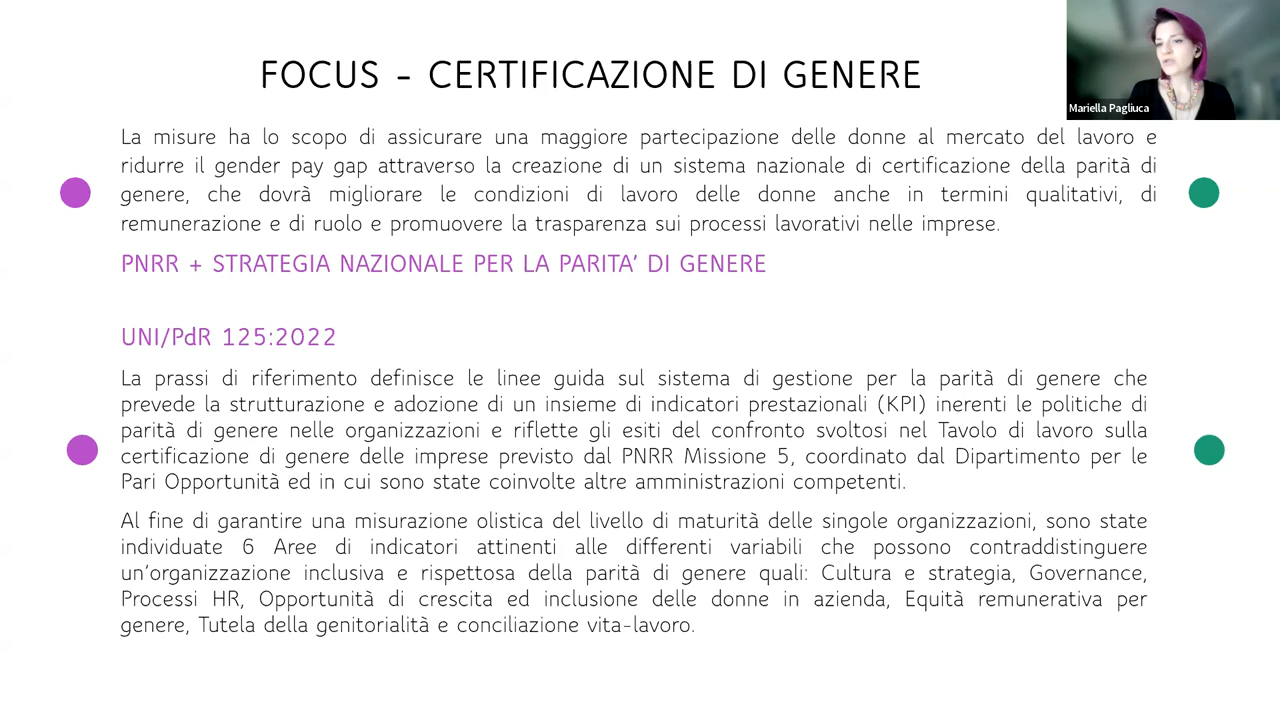 FOCUS - CERTIFICAZIONE DI GENERE
Mariella Pagliuca
La misure ha lo scopo di assicurare una maggiore partecipazione delle donne al mercato del lavoro e
ridurre il gender pay gap attraverso la creazione di un sistema nazionale di certificazione della parità di
genere, che dovrà migliorare le condizioni di lavoro delle donne anche in termini qualitativi, di
remunerazione e di ruolo e promuovere la trasparenza sui processi lavorativi nelle imprese.
PNRR + STRATEGIA NAZIONALE PER LA PARITA' DI GENERE
UNI/PdR 125:2022
La prassi di riferimento definisce le linee guida sul sistema di gestione per la parità di genere che
prevede la strutturazione e adozione di un insieme di indicatori prestazionali (KPI) inerenti le politiche di
parità di genere nelle organizzazioni e riflette gli esiti del confronto svoltosi nel Tavolo di lavoro sulla
certificazione di genere delle imprese previsto dal PNRR Missione 5, coordinato dal Dipartimento per le
Pari Opportunità ed in cui sono state coinvolte altre amministrazioni competenti.
Al fine di garantire una misurazione olistica del livello di maturità delle singole organizzazioni, sono state
individuate 6 Aree di indicatori attinenti alle differenti variabili che possono contraddistinguere
un'organizzazione inclusiva e rispettosa della parità di genere quali: Cultura e strategia, Governance,
Processi HR, Opportunità di crescita ed inclusione delle donne in azienda, Equità remunerativa per
genere, Tutela della genitorialità e conciliazione vita-lavoro.